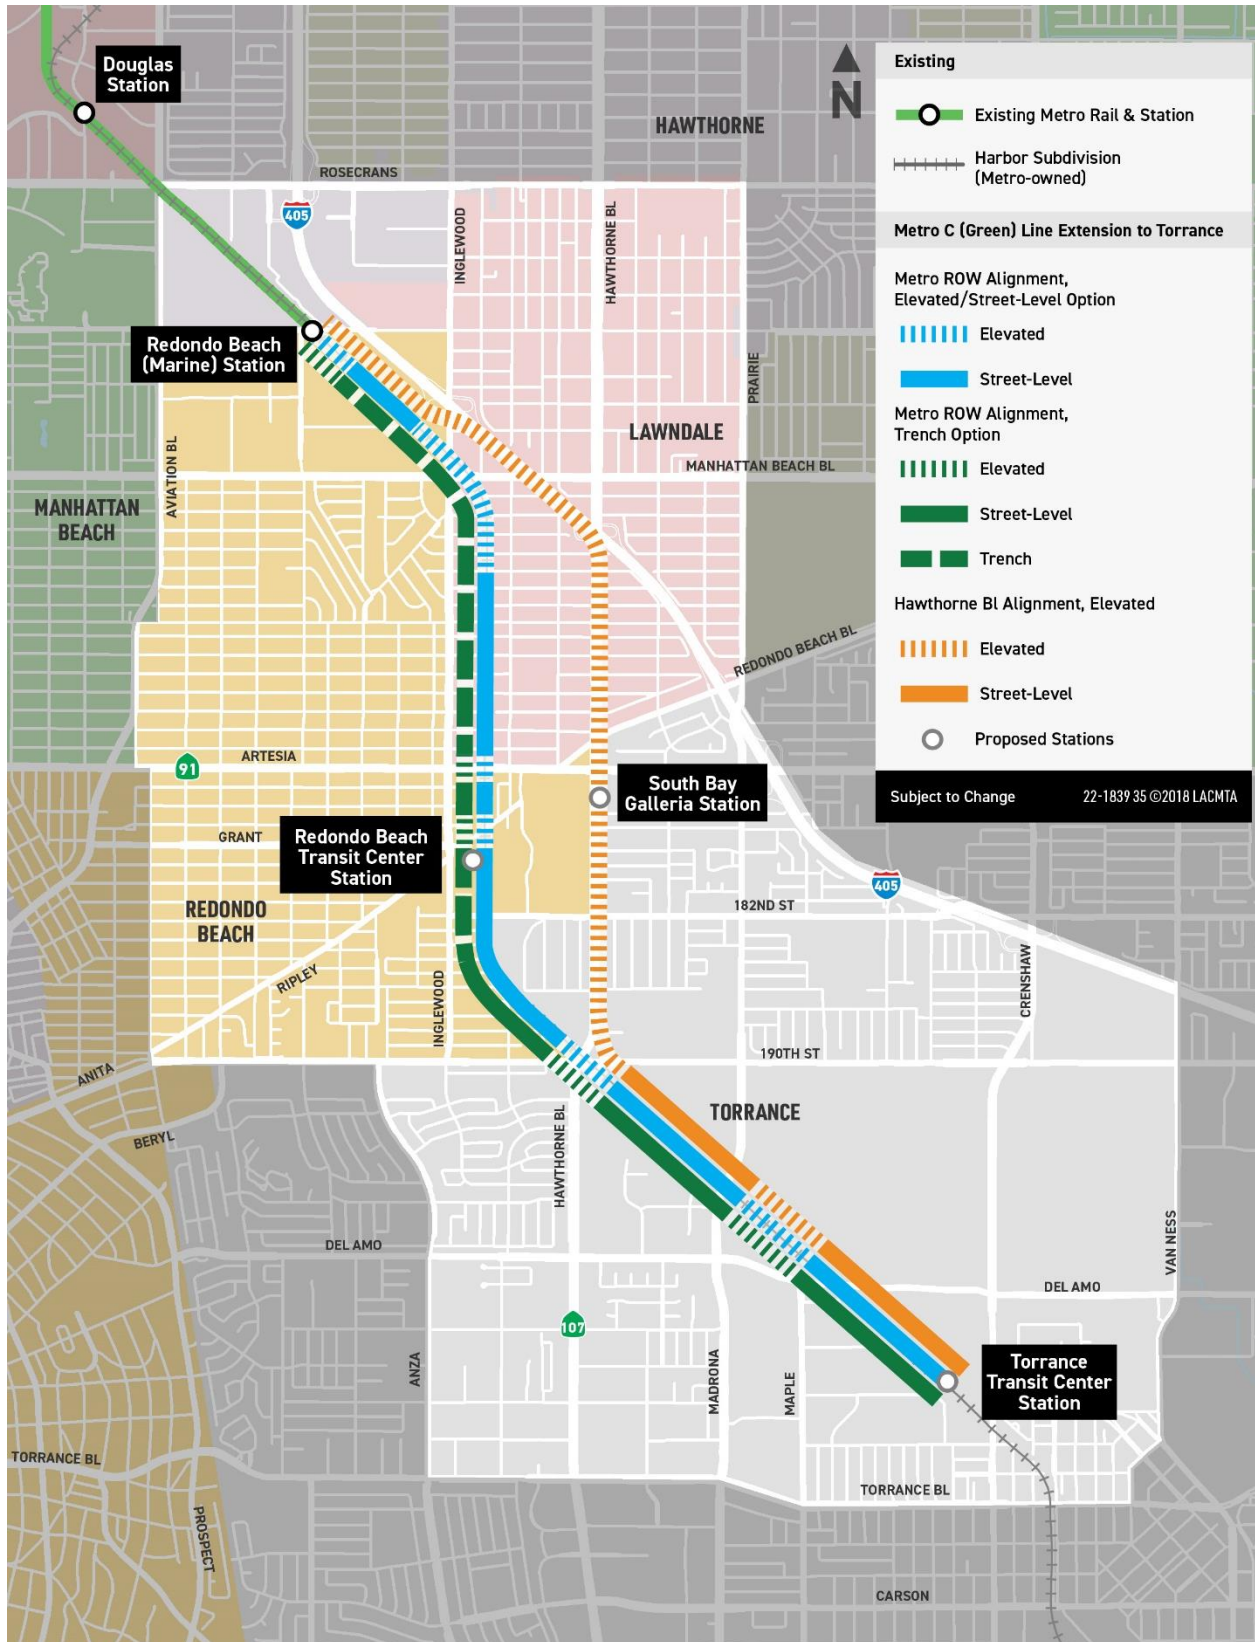 Douglas
Station
HAWTHORNE
N
ROSECRANS
405
INGLEWOOD
HAWTHORNE BL
Redondo Beach
(Marine) Station
PRAIRIE
LAWNDALE
AVIATION BL
MANHATTAN BEACH BL
MANHATTAN
BEACH
REDONDO BEACH BL
ARTESIA
91
South Bay
Galleria Station
GRANT
Redondo Beach
Transit Center
Station
405
REDONDO
BEACH
182ND ST
RIPLEY
INGLEWOOD
CRENSHAW
190TH ST
ANITA
BERYL
HAWTHORNE BL
TORRANCE
DEL AMO
VAN NESS
DEL AMO
107
ANZA
MADRONA
MAPLE
Torrance
Transit Center
Station
TORRANCE BL
TORRANCE BL
PROSPECT
CARSON
Existing
Existing Metro Rail & Station
Harbor Subdivision
(Metro-owned)
Metro C (Green) Line Extension to Torrance
Metro ROW Alignment,
Elevated/Street-Level Option
Elevated
Street-Level
Metro ROW Alignment,
Trench Option
Elevated
Street-Level
Trench
Hawthorne Bl Alignment, Elevated
Elevated
Street-Level
Proposed Stations
Subject to Change
22-1839 35 ©2018 LACMTA